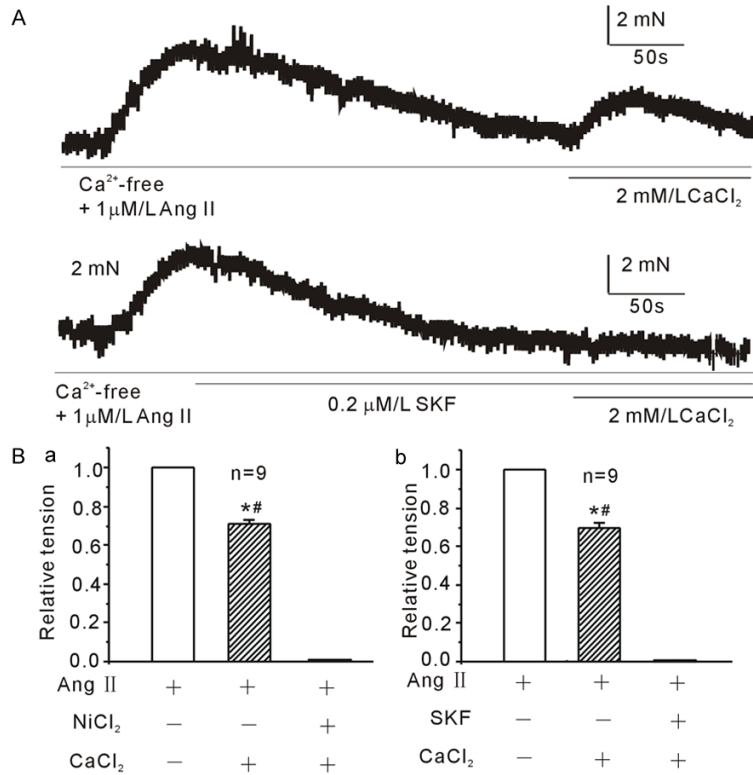 A
2 mN
50s
Ca²⁺-free
+ 1μM/L Ang II
2 mM/LCaCl₂
2 mN
2 mN
50s
Ca²⁺-free
+ 1μM/L Ang II
0.2 μM/L SKF
2 mM/LCaCl₂
B a
n=9
*#
Relative tension
1.0
0.8
0.6
0.4
0.2
0.0
Ang II + + +
NiCl₂ − − +
CaCl₂ − + +
b
n=9
*#
Relative tension
1.0
0.8
0.6
0.4
0.2
0.0
Ang II + + +
SKF − − +
CaCl₂ − + +